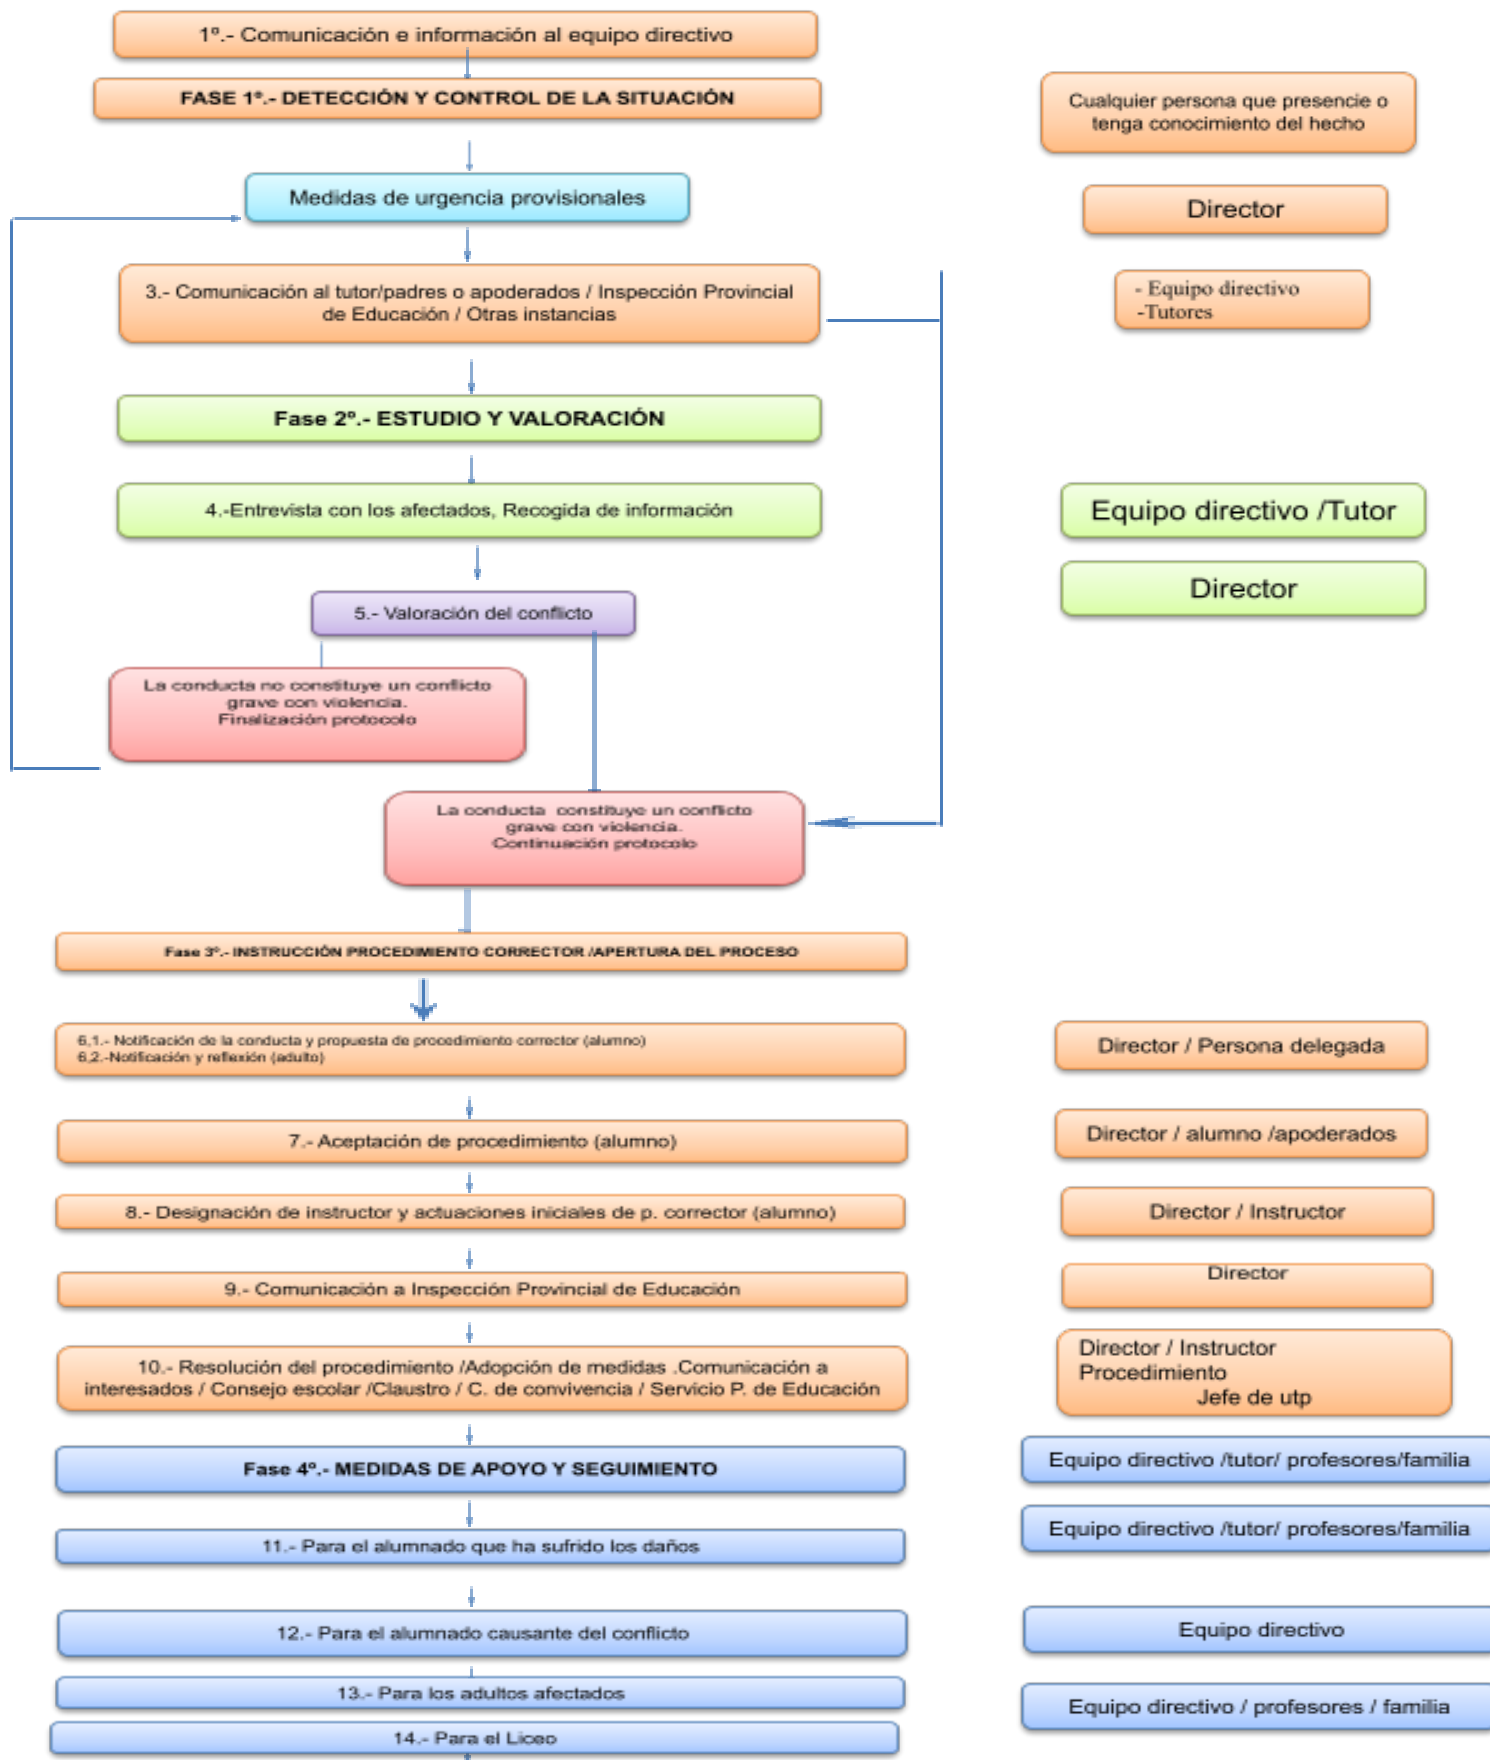 1º.- Comunicación e información al equipo directivo
FASE 1º.- DETECCIÓN Y CONTROL DE LA SITUACIÓN
Cualquier persona que presencie o
tenga conocimiento del hecho
Medidas de urgencia provisionales
Director
3.- Comunicación al tutor/padres o apoderados / Inspección Provincial
de Educación / Otras instancias
- Equipo directivo
-Tutores
Fase 2º.- ESTUDIO Y VALORACIÓN
4.-Entrevista con los afectados, Recogida de información
Equipo directivo /Tutor
5.- Valoración del conflicto
Director
La conducta no constituye un conflicto
grave con violencia.
Finalización protocolo
La conducta  constituye un conflicto
grave con violencia.
Continuación protocolo
Fase 3º.- INSTRUCCIÓN PROCEDIMIENTO CORRECTOR /APERTURA DEL PROCESO
6,1.- Notificación de la conducta y propuesta de procedimiento corrector (alumno)
6,2.-Notificación y reflexión (adulto)
Director / Persona delegada
7.- Aceptación de procedimiento (alumno)
Director / alumno /apoderados
8.- Designación de instructor y actuaciones iniciales de p. corrector (alumno)
Director / Instructor
9.- Comunicación a Inspección Provincial de Educación
Director
10.- Resolución del procedimiento /Adopción de medidas .Comunicación a
interesados / Consejo escolar /Claustro / C. de convivencia / Servicio P. de Educación
Director / Instructor
Procedimiento
Jefe de utp
Fase 4º.- MEDIDAS DE APOYO Y SEGUIMIENTO
Equipo directivo /tutor/ profesores/familia
11.- Para el alumnado que ha sufrido los daños
Equipo directivo /tutor/ profesores/familia
12.- Para el alumnado causante del conflicto
Equipo directivo
13.- Para los adultos afectados
Equipo directivo / profesores / familia
14.- Para el Liceo